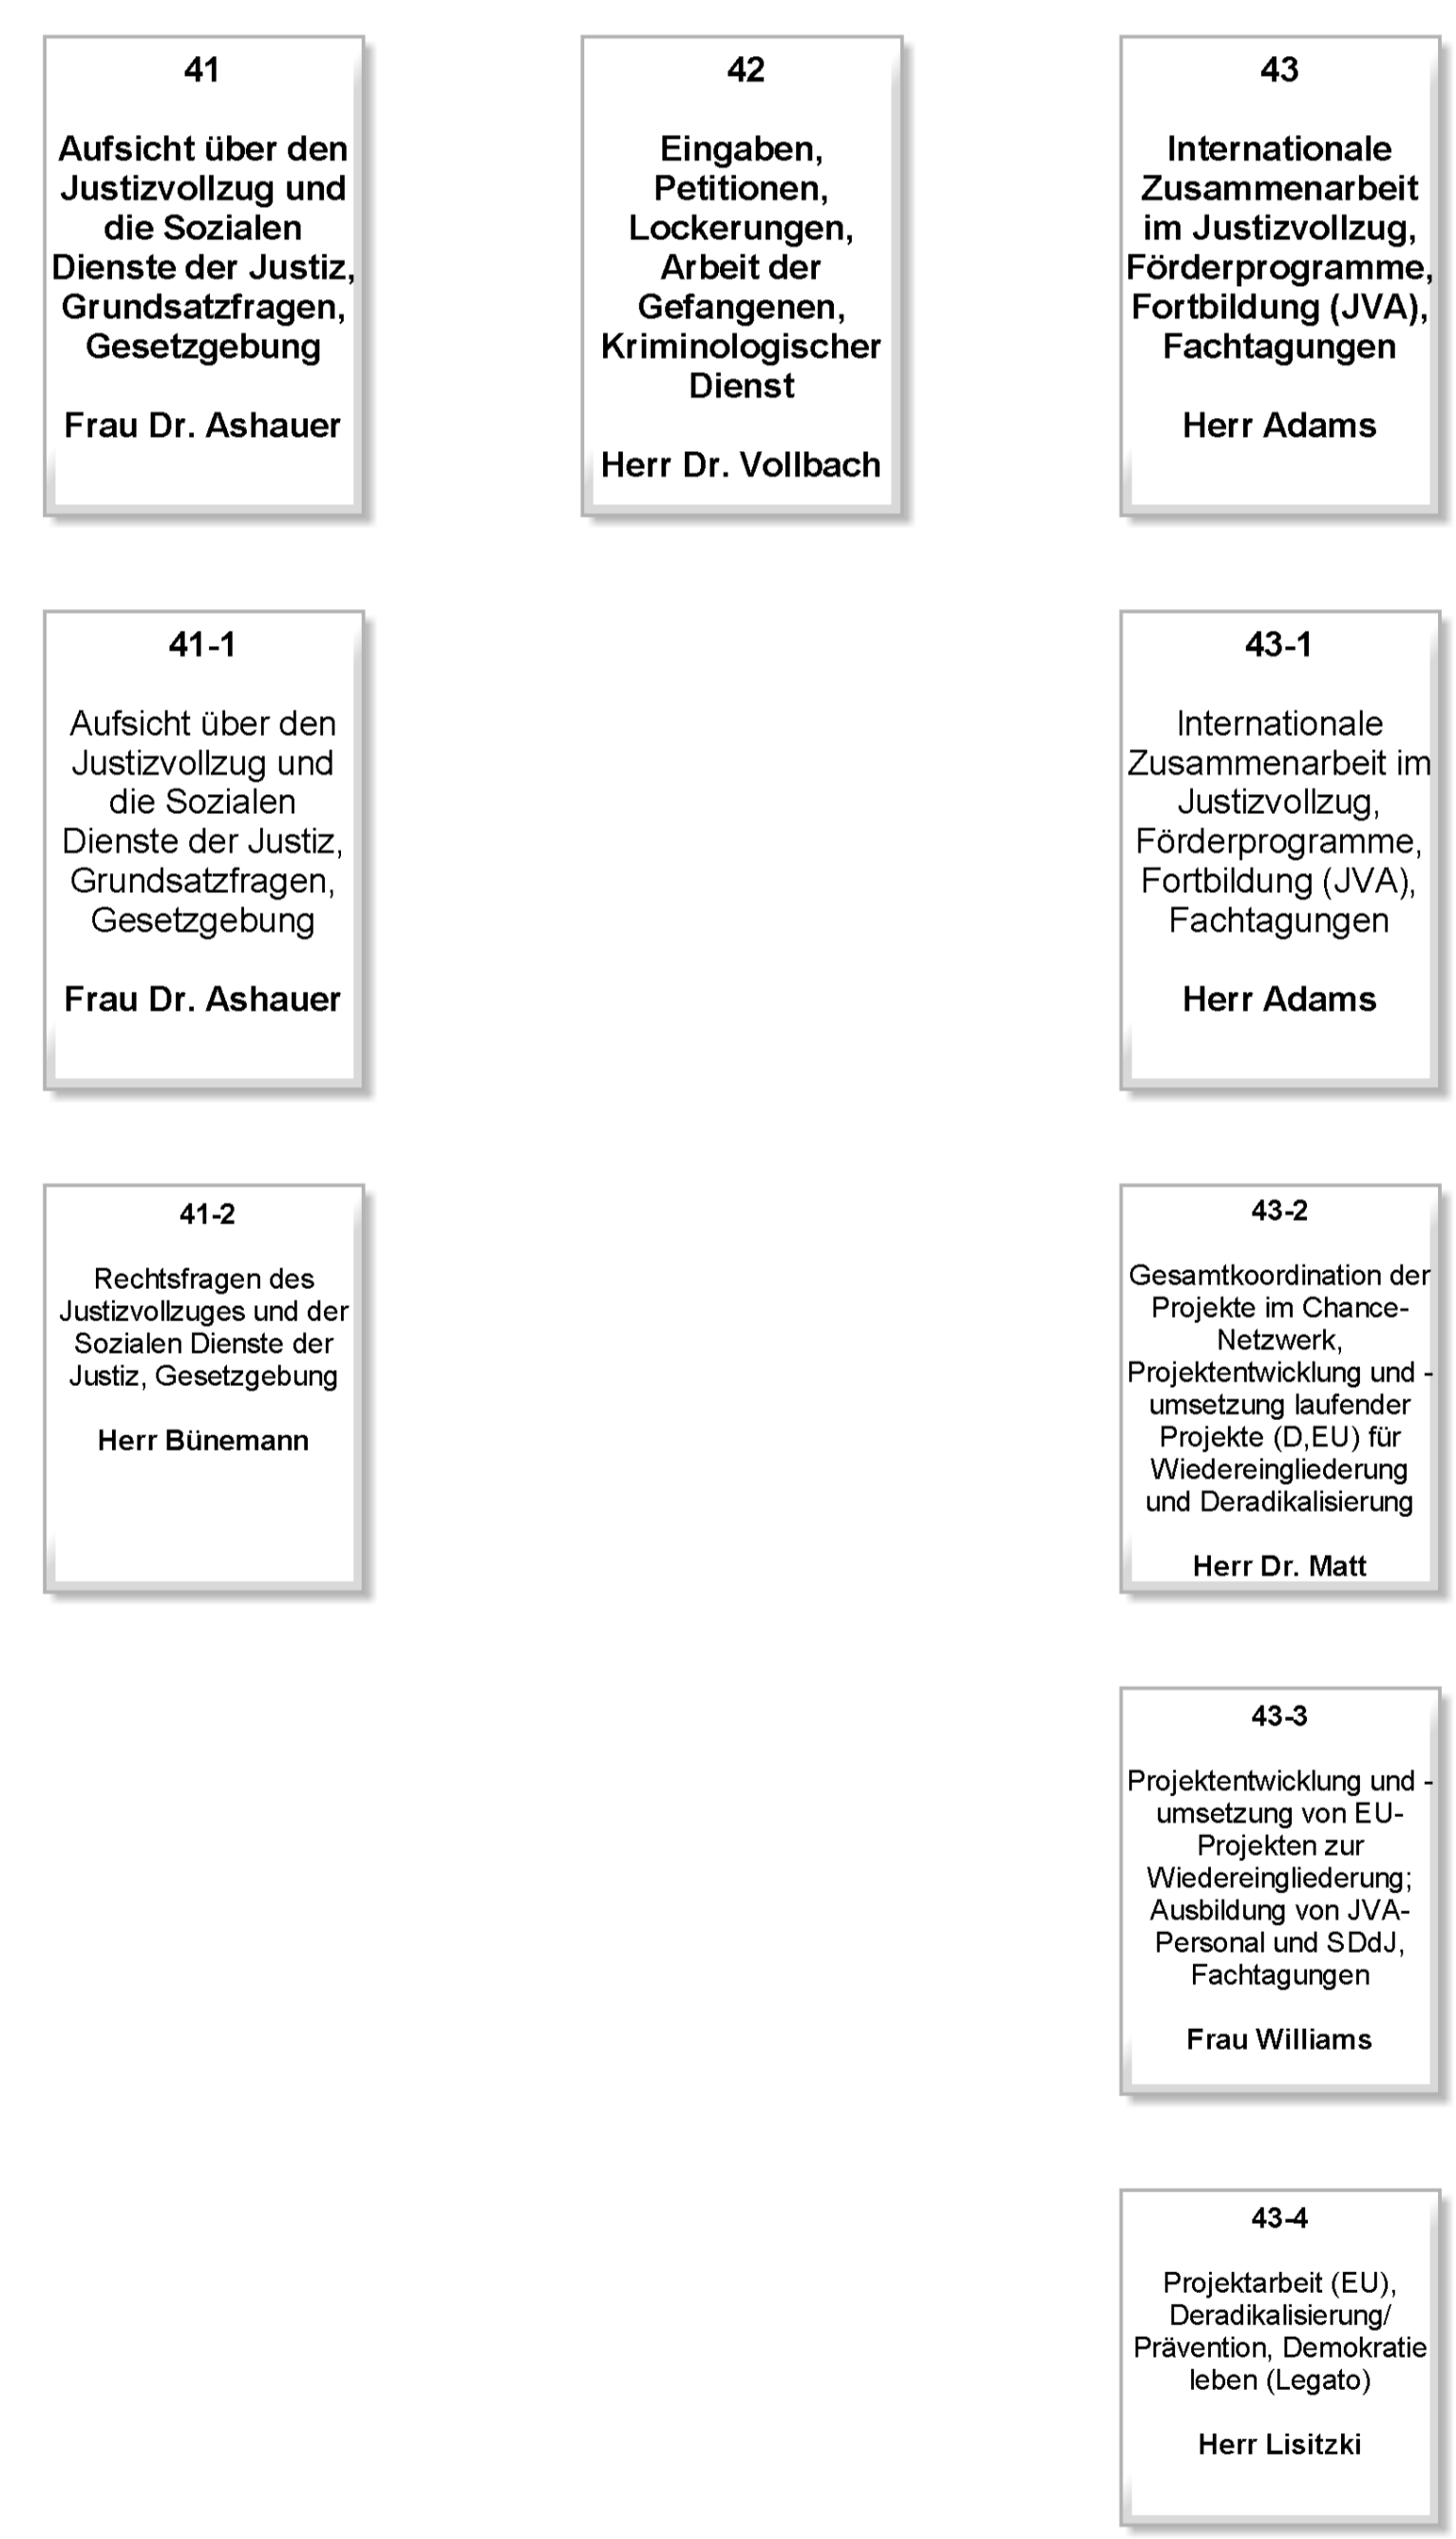 41
Aufsicht über den
Justizvollzug und
die Sozialen
Dienste der Justiz,
Grundsatzfragen,
Gesetzgebung
Frau Dr. Ashauer
42
Eingaben,
Petitionen,
Lockerungen,
Arbeit der
Gefangenen,
Kriminologischer
Dienst
Herr Dr. Vollbach
43
Internationale
Zusammenarbeit
im Justizvollzug,
Förderprogramme,
Fortbildung (JVA),
Fachtagungen
Herr Adams
41-1
Aufsicht über den
Justizvollzug und
die Sozialen
Dienste der Justiz,
Grundsatzfragen,
Gesetzgebung
Frau Dr. Ashauer
43-1
Internationale
Zusammenarbeit im
Justizvollzug,
Förderprogramme,
Fortbildung (JVA),
Fachtagungen
Herr Adams
41-2
Rechtsfragen des
Justizvollzuges und der
Sozialen Dienste der
Justiz, Gesetzgebung
Herr Bünemann
43-2
Gesamtkoordination der
Projekte im Chance-
Netzwerk,
Projektentwicklung und -
umsetzung laufender
Projekte (D,EU) für
Wiedereingliederung
und Deradikalisierung
Herr Dr. Matt
43-3
Projektentwicklung und -
umsetzung von EU-
Projekten zur
Wiedereingliederung;
Ausbildung von JVA-
Personal und SDdJ,
Fachtagungen
Frau Williams
43-4
Projektarbeit (EU),
Deradikalisierung/
Prävention, Demokratie
leben (Legato)
Herr Lisitzki